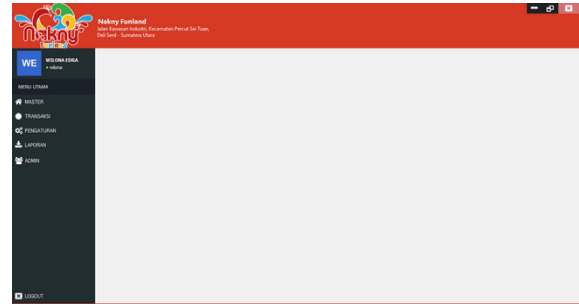 Nakny
Funland
Nakny Funland
Jalan Kawasan Industri, Kecamatan Percut Sei Tuan,
Deli Serd - Sumatera Utara
WE
WILONA EDRA
wilona
MENU UTAMA
MASTER
TRANSAKSI
PENGATURAN
LAPORAN
ADMIN
LOGOUT